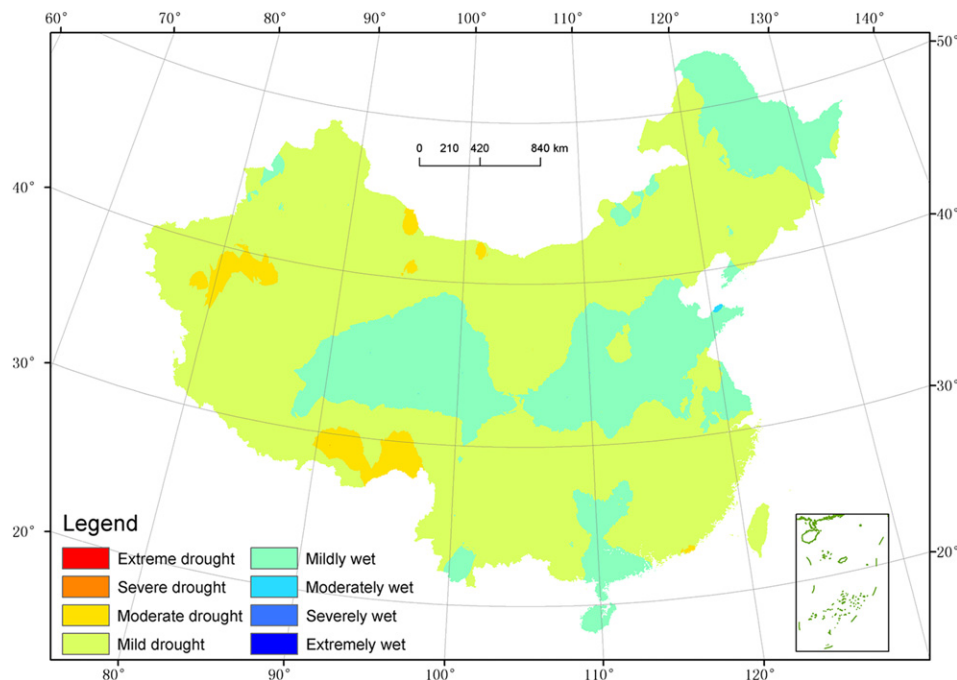 60° 70° 80° 90° 100° 110° 120° 130° 140°
50°
0 210 420 840 km
40°
40°
30°
30°
20°
20°
Legend
Extreme drought
Severe drought
Moderate drought
Mild drought
Mildly wet
Moderately wet
Severely wet
Extremely wet
80° 90° 100° 110° 120°